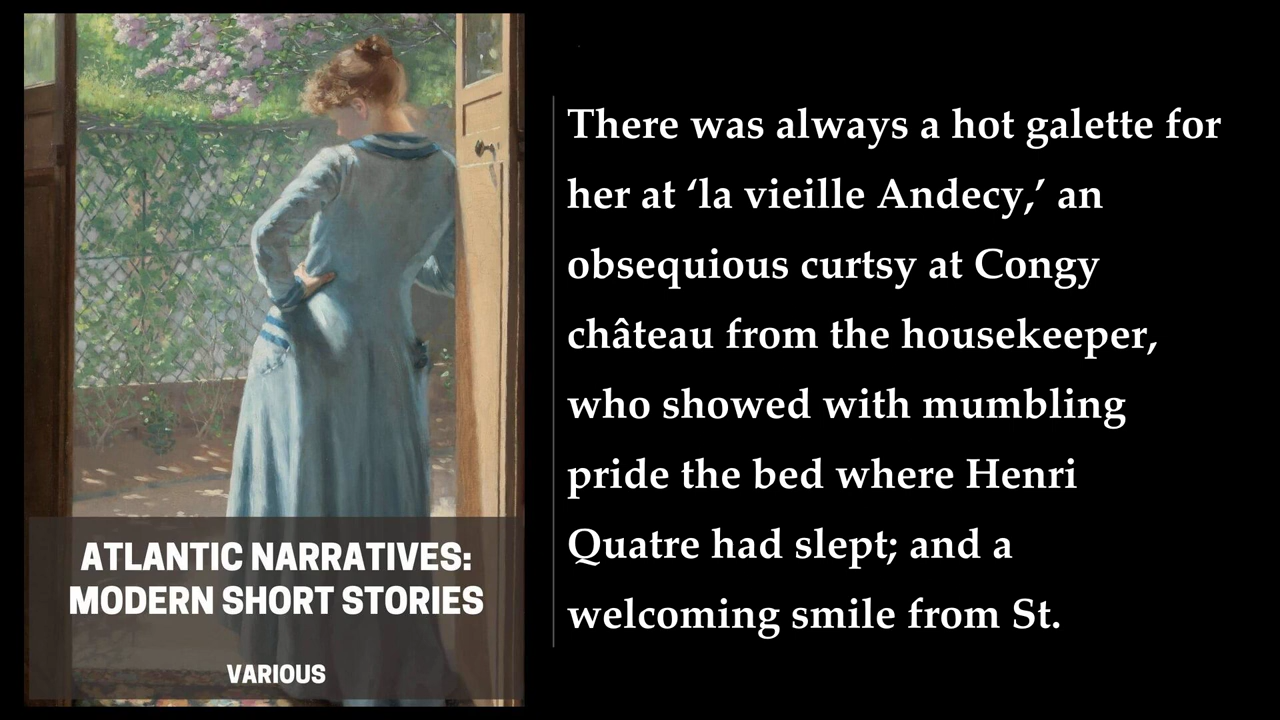 ATLANTIC NARRATIVES:
MODERN SHORT STORIES
VARIOUS
There was always a hot galette for
her at ‘la vieille Andecy,’ an
obsequious curtsy at Congy
château from the housekeeper,
who showed with mumbling
pride the bed where Henri
Quatre had slept; and a
welcoming smile from St.